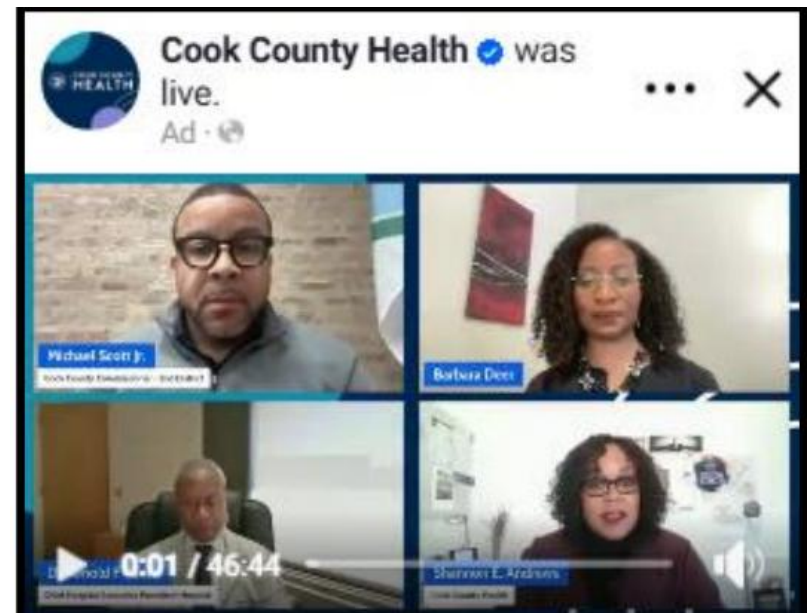 Cook County Health was
live.
Ad
HEALTH
Michael Scott Jr.
Barbara Deer
0:01 / 46:44
Shannon E. Andrews
Cook County Health